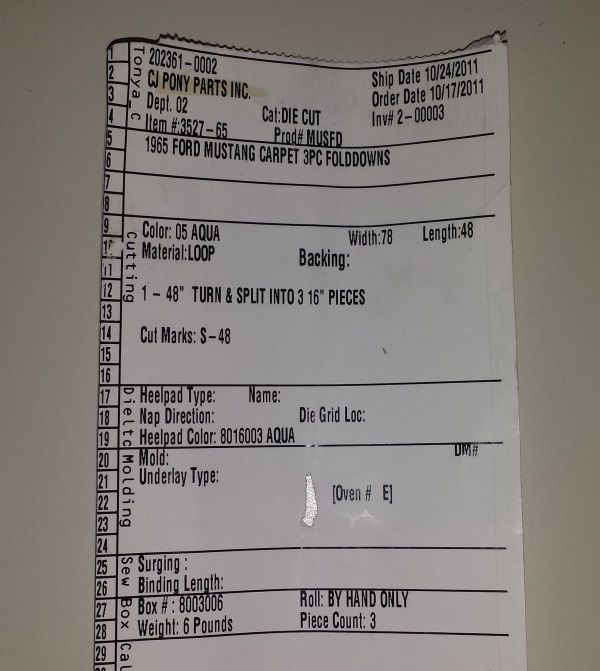 1 202361-0002
2 CJ PONY PARTS INC. Ship Date 10/24/2011
3 Dept. 02 Cat:DIE CUT Order Date 10/17/2011
4 Item #:3527-65 Prod# MUSFD Inv# 2-00003
Tonya_c
5
6 1965 FORD MUSTANG CARPET 3PC FOLDDOWNS
7
8
9 Color: 05 AQUA Width:78 Length:48
10 Material:LOOP Backing:
11
12 1 - 48" TURN & SPLIT INTO 3 16" PIECES
13
14 Cut Marks: S-48
15
16
Cutting
17 Heelpad Type: Name:
18 Nap Direction: Die Grid Loc:
19 Heelpad Color: 8016003 AQUA
Dieltc
20 Mold: DM#
21 Underlay Type:
22 [Oven # E]
23
24
Molding
25 Surging :
26 Binding Length:
Sew
27 Box # : 8003006 Roll: BY HAND ONLY
28 Weight: 6 Pounds Piece Count: 3
Box
29
Cal